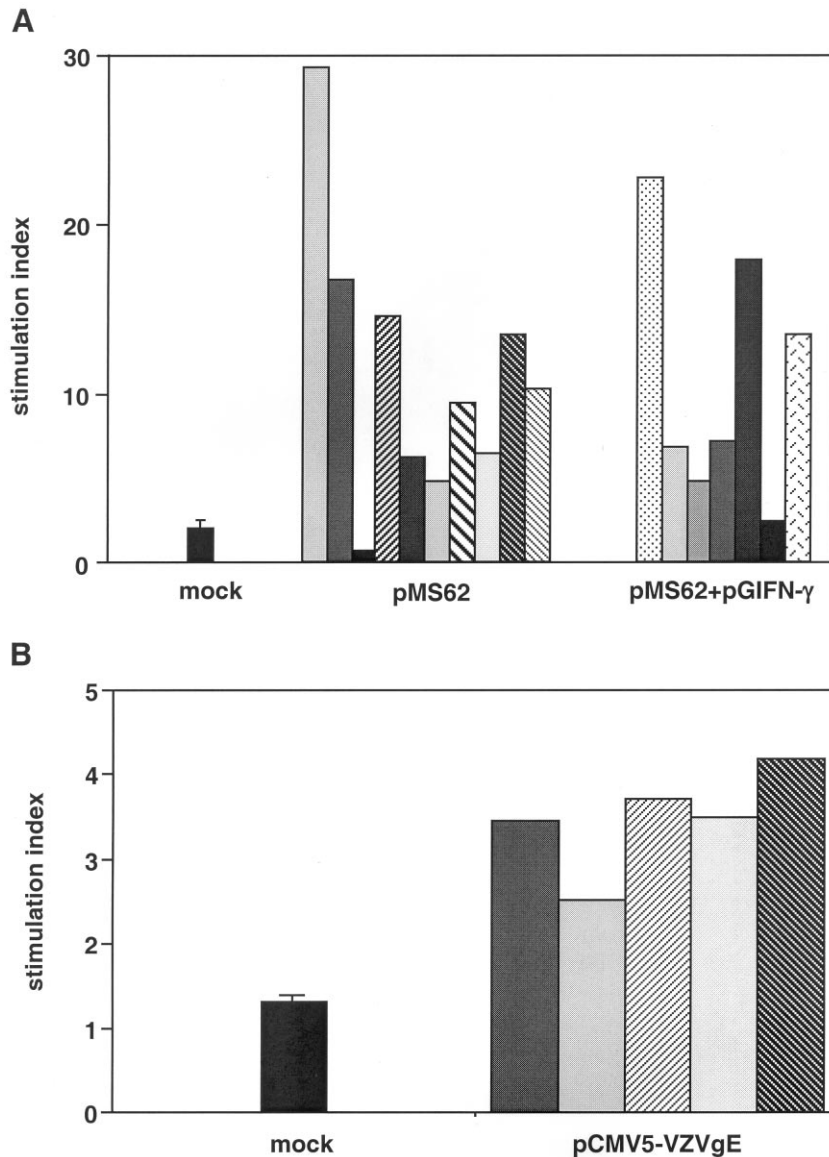 A
30
20
10
0
stimulation index
mock pMS62 pMS62+pGIFN-γ
B
5
4
3
2
1
0
stimulation index
mock pCMV5-VZVgE